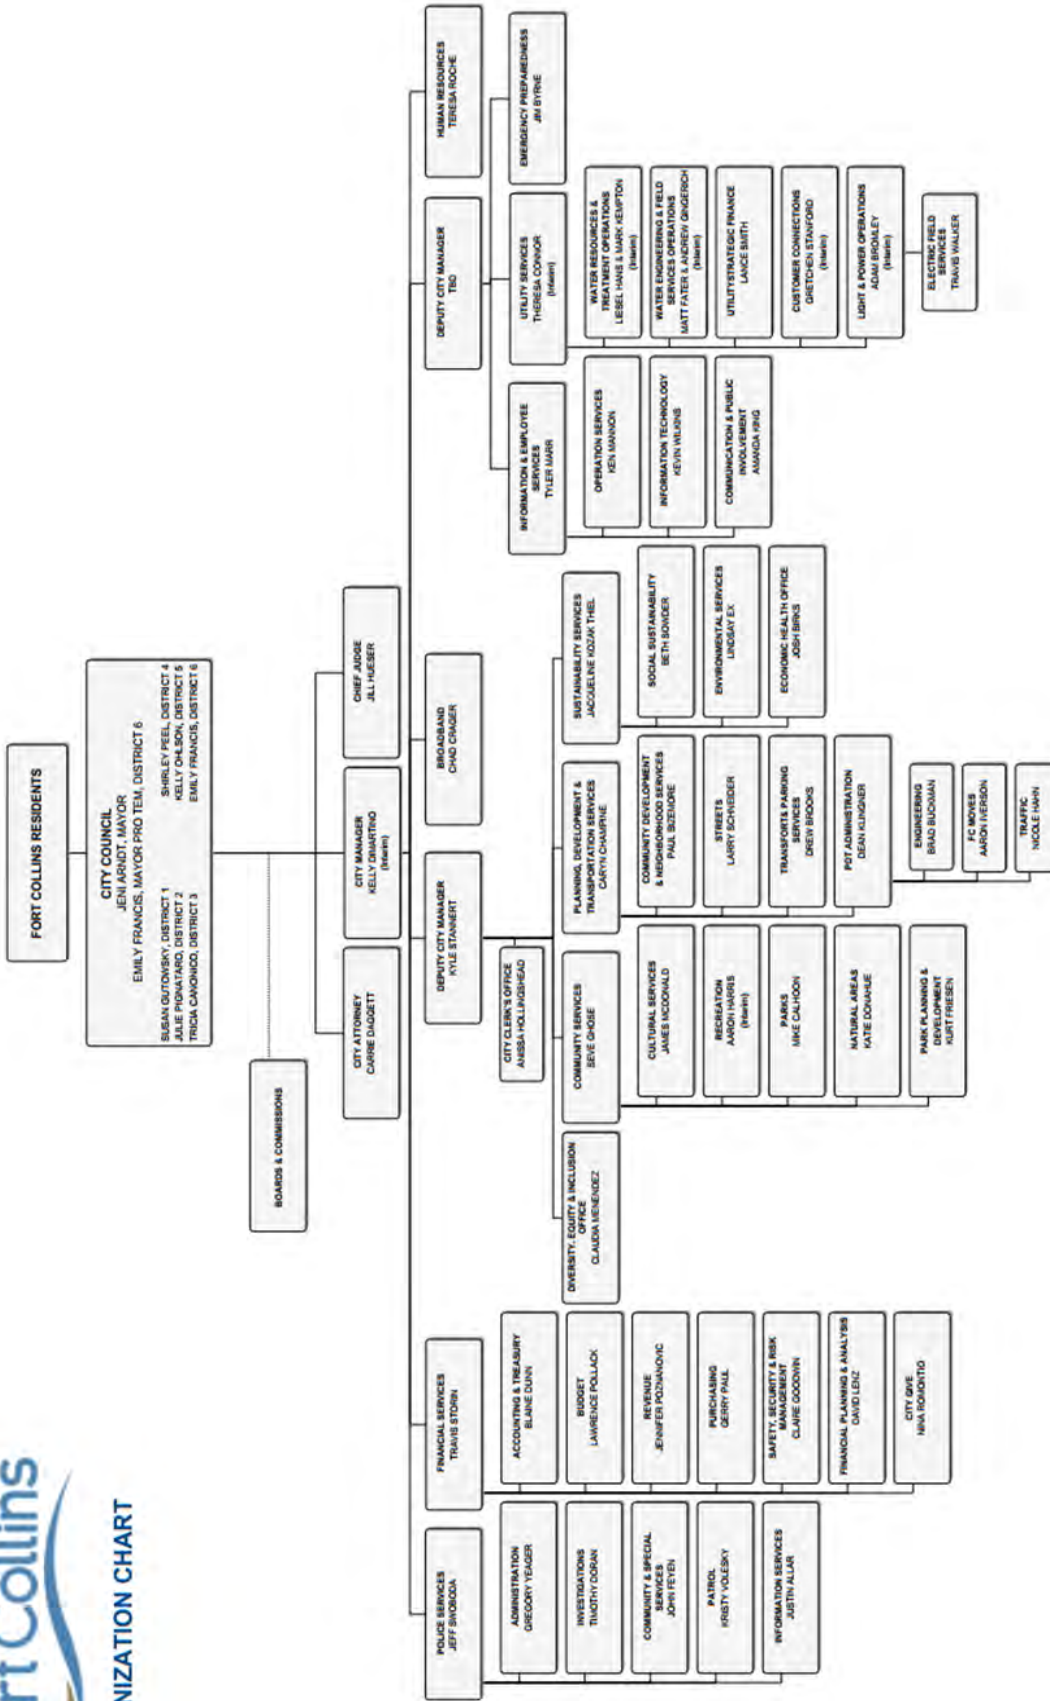 rt Collins
NIZATION CHART
FORT COLLINS RESIDENTS
CITY COUNCIL
JENI ARNDT, MAYOR
EMILY FRANCIS, MAYOR PRO TEM, DISTRICT 6
SUSAN GUTOWSKY, DISTRICT 1
JULIE PIGNATARO, DISTRICT 2
TRICIA CANONICO, DISTRICT 3
SHIRLEY PEEL, DISTRICT 4
KELLY OHLSON, DISTRICT 5
EMILY FRANCIS, DISTRICT 6
BOARDS & COMMISSIONS
CITY ATTORNEY
CARRIE DAGGETT
CITY MANAGER
KELLY DIMARTINO
(Interim)
CHIEF JUDGE
JILL HUESER
POLICE SERVICES
JEFF SWOBODA
FINANCIAL SERVICES
TRAVIS STORIN
DEPUTY CITY MANAGER
KYLE STANNERT
BROADBAND
CHAD CRAGER
DEPUTY CITY MANAGER
TBD
HUMAN RESOURCES
TERESA ROCHE
ADMINISTRATION
GREGORY YEAGER
INVESTIGATIONS
TIMOTHY DORAN
COMMUNITY & SPECIAL
SERVICES
JOHN FEYEN
PATROL
KRISTY VOLESKY
INFORMATION SERVICES
JUSTIN ALLAR
ACCOUNTING & TREASURY
BLAINE DUNN
BUDGET
LAWRENCE POLLACK
REVENUE
JENNIFER POZNANOVIC
PURCHASING
GERRY PAUL
SAFETY, SECURITY & RISK
MANAGEMENT
CLAIRE GOODWIN
FINANCIAL PLANNING & ANALYSIS
DAVID LENZ
CITY GIVE
NINA ROMONTIO
CITY CLERK'S OFFICE
ANISSA HOLLINGSHEAD
DIVERSITY, EQUITY & INCLUSION
OFFICE
CLAUDIA MENENDEZ
COMMUNITY SERVICES
SEVE GHOSE
CULTURAL SERVICES
JAMES MCDONALD
RECREATION
AARON HARRIS
(Interim)
PARKS
MIKE CALHOON
NATURAL AREAS
KATIE DONAHUE
PARK PLANNING &
DEVELOPMENT
KURT FRIESEN
PLANNING, DEVELOPMENT &
TRANSPORTATION SERVICES
CARYN CHAMPINE
COMMUNITY DEVELOPMENT
& NEIGHBORHOOD SERVICES
PAUL SIZEMORE
STREETS
LARRY SCHNEIDER
TRANSPORT& PARKING
SERVICES
DREW BROOKS
PDT ADMINISTRATION
DEAN KLINGNER
ENGINEERING
BRAD BUCKMAN
FC MOVES
AARON IVERSON
TRAFFIC
NICOLE HAHN
SUSTAINABILITY SERVICES
JACQUELINE KOZAK THIEL
SOCIAL SUSTAINABILITY
BETH SOWDER
ENVIRONMENTAL SERVICES
LINDSAY EX
ECONOMIC HEALTH OFFICE
JOSH BIRKS
INFORMATION & EMPLOYEE
SERVICES
TYLER MARR
OPERATION SERVICES
KEN MANNON
INFORMATION TECHNOLOGY
KEVIN WILKINS
COMMUNICATION & PUBLIC
INVOLVEMENT
AMANDA KING
UTILITY SERVICES
THERESA CONNOR
(Interim)
WATER RESOURCES &
TREATMENT OPERATIONS
LIESEL HANS & MARK KEMPTON
(Interim)
WATER ENGINEERING & FIELD
SERVICES OPERATIONS
MATT FATER & ANDREW GINGERICH
(Interim)
UTILITYSTRATEGIC FINANCE
LANCE SMITH
CUSTOMER CONNECTIONS
GRETCHEN STANFORD
(Interim)
LIGHT & POWER OPERATIONS
ADAM BROMLEY
(Interim)
ELECTRIC FIELD
SERVICES
TRAVIS WALKER
EMERGENCY PREPAREDNESS
JIM BYRNE